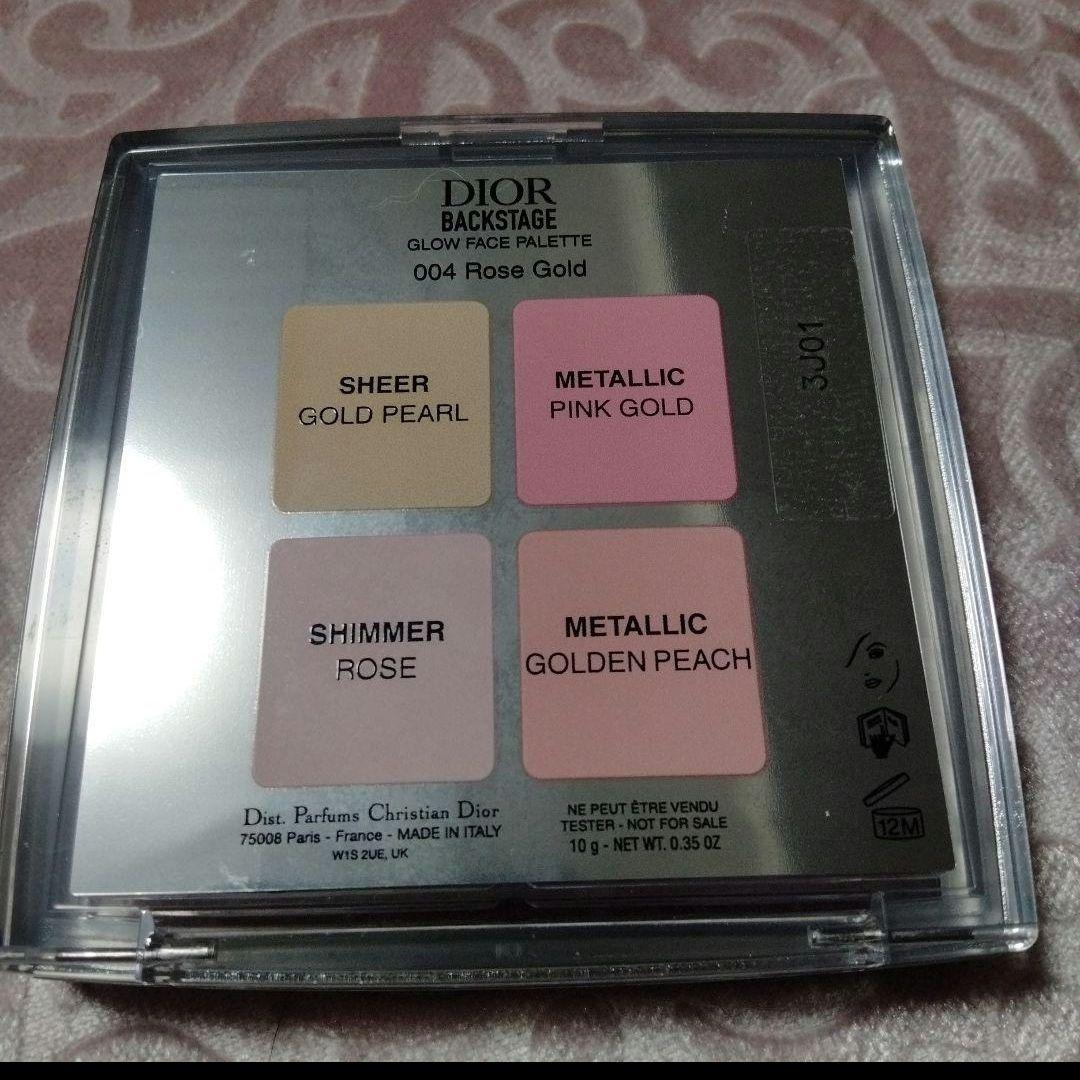 DIOR
BACKSTAGE
GLOW FACE PALETTE
004 Rose Gold
SHEER
GOLD PEARL
METALLIC
PINK GOLD
3J01
SHIMMER
ROSE
METALLIC
GOLDEN PEACH
Dist. Parfums Christian Dior
75008 Paris - France - MADE IN ITALY
W1S 2UE, UK
NE PEUT ÊTRE VENDU
TESTER - NOT FOR SALE
10 g - NET WT. 0.35 OZ
12M